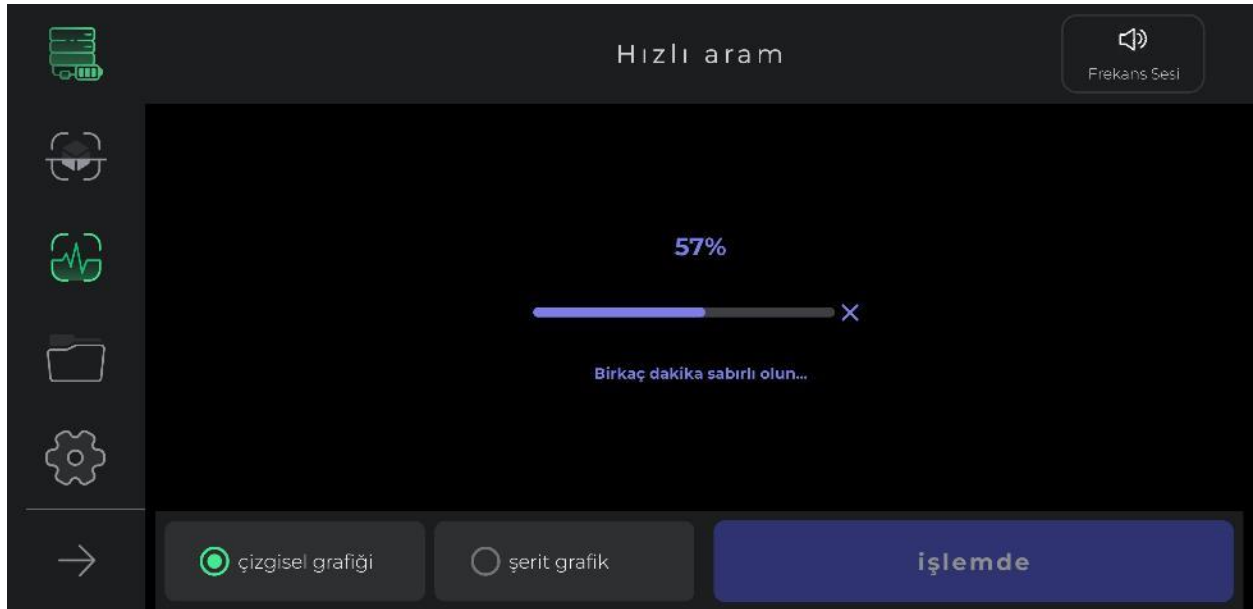 Hızlı aram
Frekans Sesi
57%
Birkaç dakika sabırlı olun...
çizgisel grafiği
şerit grafik
işlemde